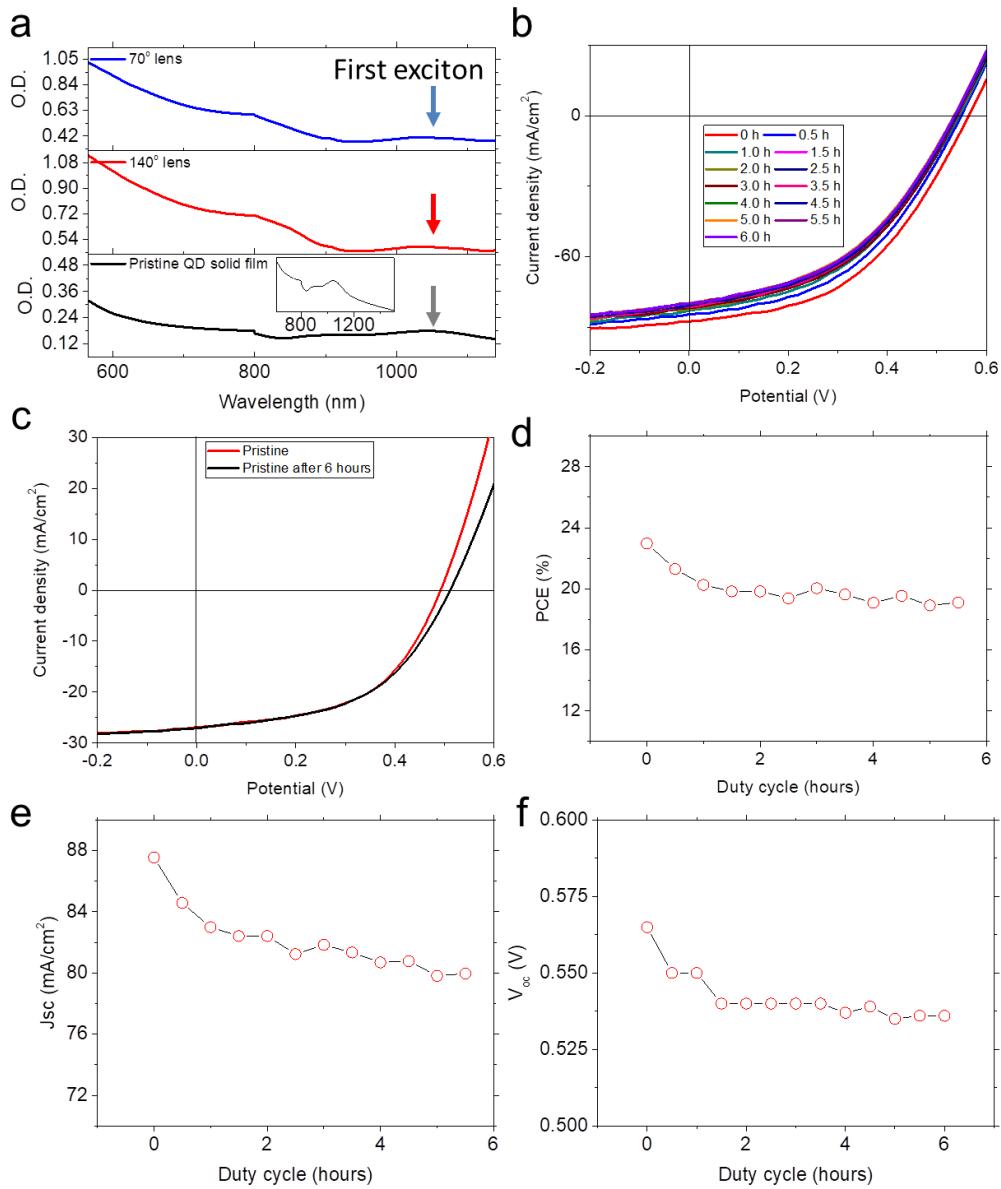 a
O.D.
1.05
0.84
0.63
0.42
70° lens
First exciton
O.D.
1.08
0.90
0.72
0.54
140° lens
O.D.
0.48
0.36
0.24
0.12
Pristine QD solid film
800 1200
600 800 1000
Wavelength (nm)
b
Current density (mA/cm²)
0
-60
0 h 0.5 h
1.0 h 1.5 h
2.0 h 2.5 h
3.0 h 3.5 h
4.0 h 4.5 h
5.0 h 5.5 h
6.0 h
-0.2 0.0 0.2 0.4 0.6
Potential (V)
c
Current density (mA/cm²)
30
20
10
0
-10
-20
-30
Pristine
Pristine after 6 hours
-0.2 0.0 0.2 0.4 0.6
Potential (V)
d
PCE (%)
28
24
20
16
12
0 2 4 6
Duty cycle (hours)
e
Jsc (mA/cm²)
88
84
80
76
72
0 2 4 6
Duty cycle (hours)
f
Voc (V)
0.600
0.575
0.550
0.525
0.500
0 2 4 6
Duty cycle (hours)